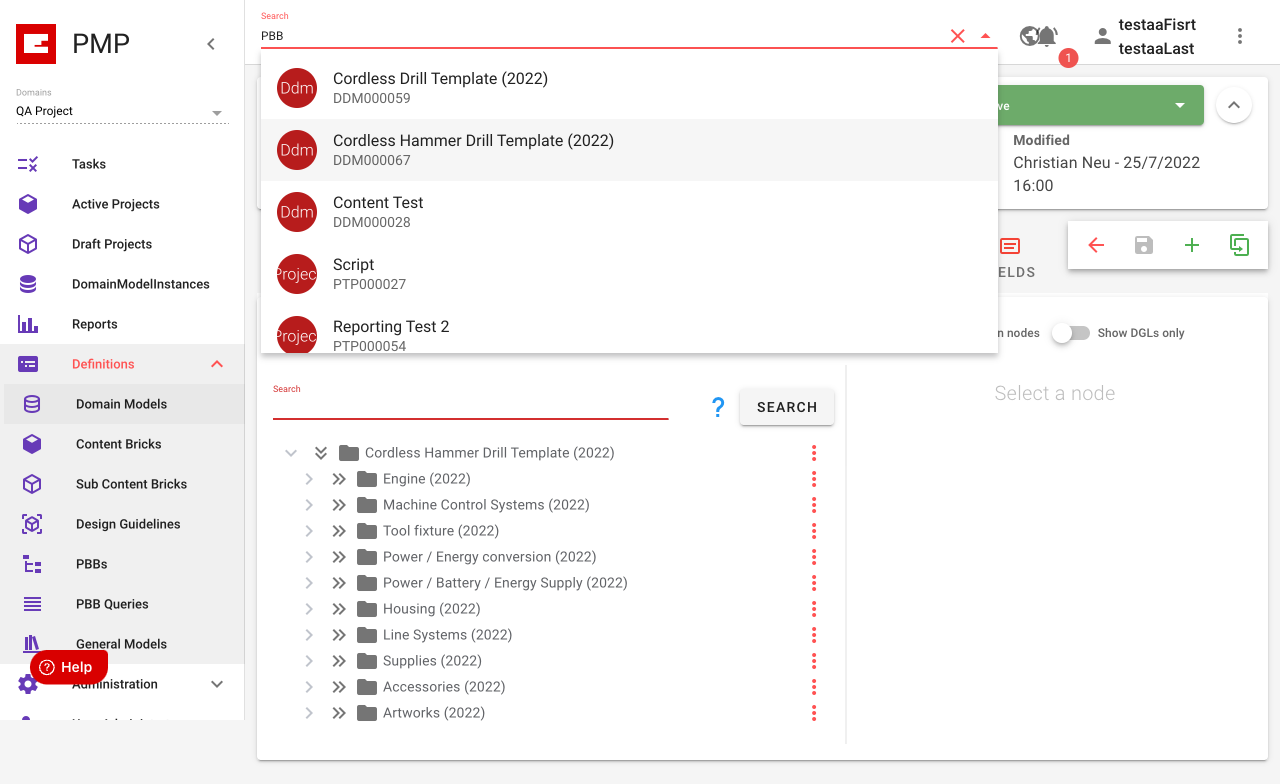 PMP
Domains
QA Project
Tasks
Active Projects
Draft Projects
DomainModelInstances
Reports
Definitions
Domain Models
Content Bricks
Sub Content Bricks
Design Guidelines
PBBs
PBB Queries
General Models
Help
Administration
Search
PBB
1
testaaFisrt
testaaLast
Ddm
Cordless Drill Template (2022)
DDM000059
Ddm
Cordless Hammer Drill Template (2022)
DDM000067
Ddm
Content Test
DDM000028
Projec
Script
PTP000027
Projec
Reporting Test 2
PTP000054
ve
Modified
Christian Neu - 25/7/2022
16:00
ELDS
n nodes
Show DGLs only
Select a node
Search
?
SEARCH
Cordless Hammer Drill Template (2022)
Engine (2022)
Machine Control Systems (2022)
Tool fixture (2022)
Power / Energy conversion (2022)
Power / Battery / Energy Supply (2022)
Housing (2022)
Line Systems (2022)
Supplies (2022)
Accessories (2022)
Artworks (2022)